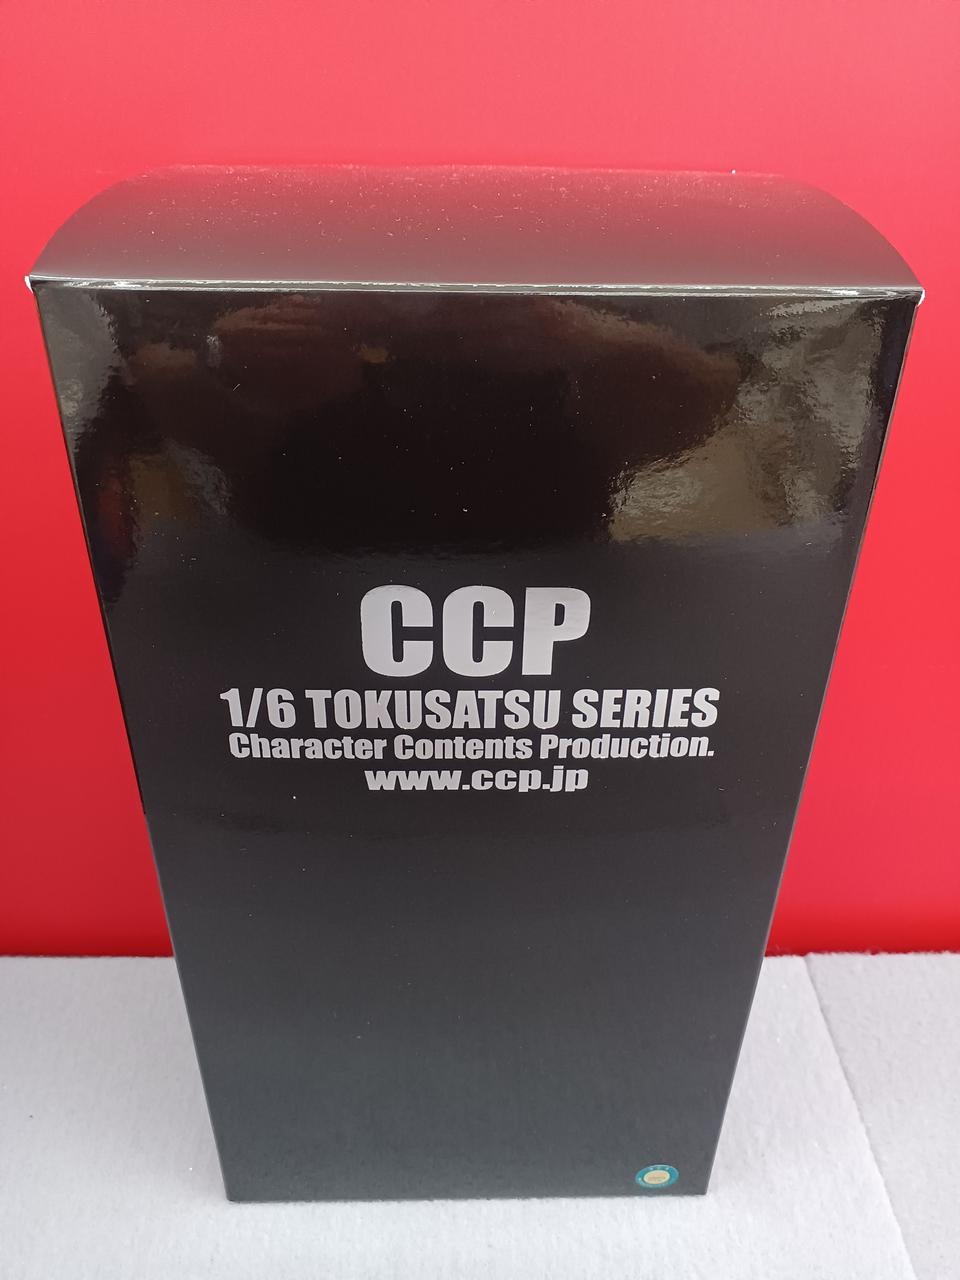 CCP
1/6 TOKUSATSU SERIES
Character Contents Production.
www.ccp.jp